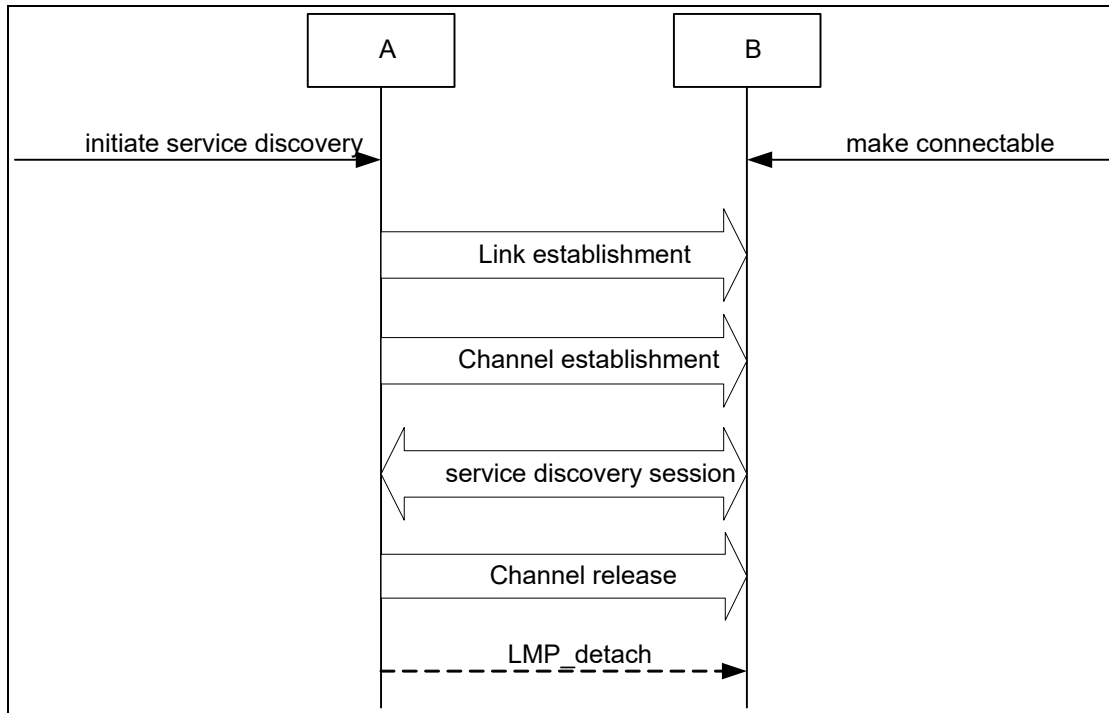 A
B
initiate service discovery
make connectable
Link establishment
Channel establishment
service discovery session
Channel release
LMP_detach